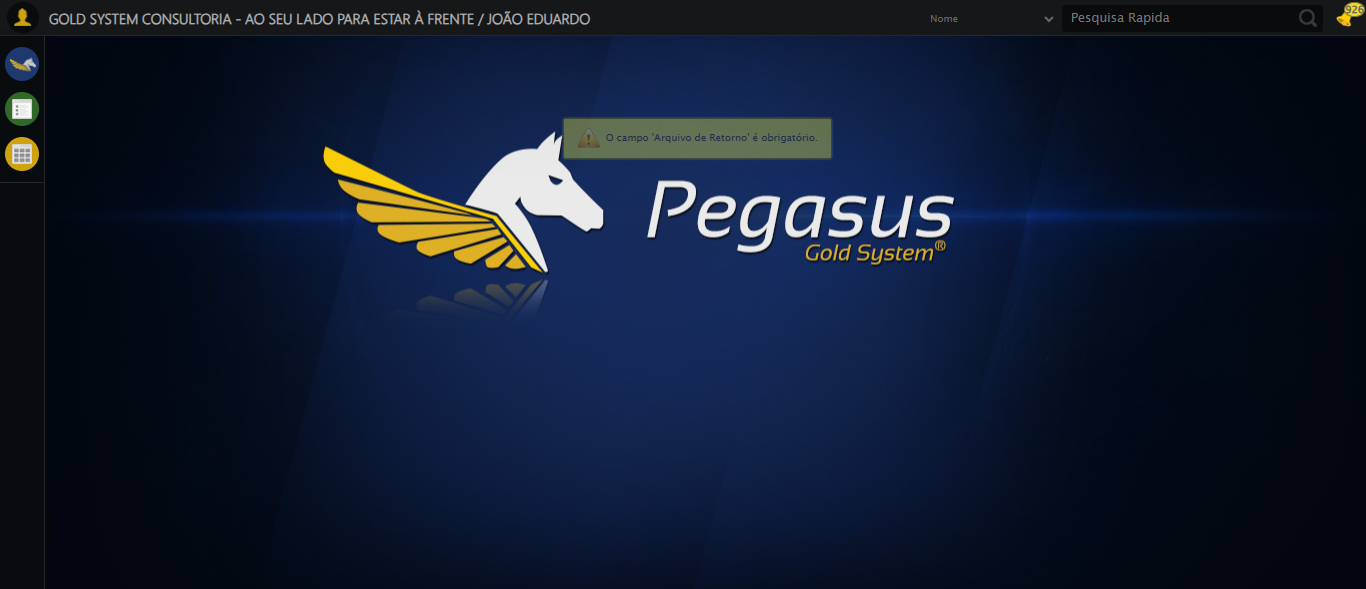 GOLD SYSTEM CONSULTORIA - AO SEU LADO PARA ESTAR À FRENTE / JOÃO EDUARDO
Nome
Pesquisa Rapida
926
O campo 'Arquivo de Retorno' é obrigatório.
Pegasus
Gold System®